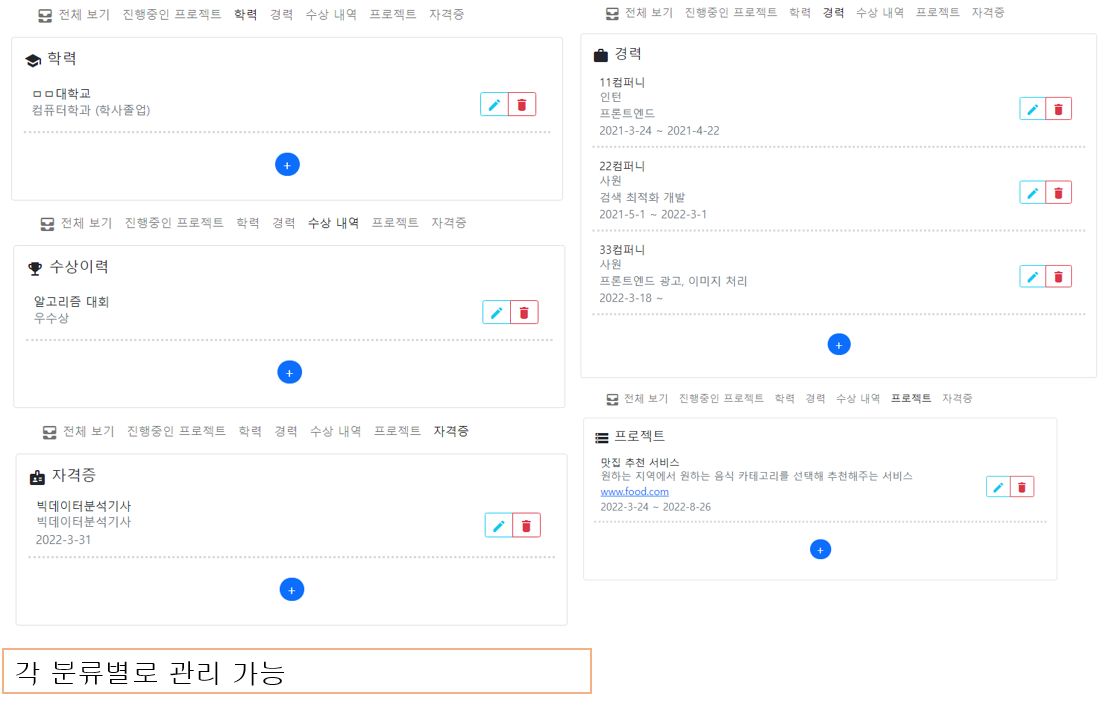 전체 보기 진행중인 프로젝트 학력 경력 수상 내역 프로젝트 자격증
학력
ㅁㅁ대학교
컴퓨터학과 (학사졸업)
+
전체 보기 진행중인 프로젝트 학력 경력 수상 내역 프로젝트 자격증
수상이력
알고리즘 대회
우수상
+
전체 보기 진행중인 프로젝트 학력 경력 수상 내역 프로젝트 자격증
자격증
빅데이터분석기사
빅데이터분석기사
2022-3-31
+
전체 보기 진행중인 프로젝트 학력 경력 수상 내역 프로젝트 자격증
경력
11컴퍼니
인턴
프론트엔드
2021-3-24 ~ 2021-4-22
22컴퍼니
사원
검색 최적화 개발
2021-5-1 ~ 2022-3-1
33컴퍼니
사원
프론트엔드 광고, 이미지 처리
2022-3-18 ~
+
전체 보기 진행중인 프로젝트 학력 경력 수상 내역 프로젝트 자격증
프로젝트
맛집 추천 서비스
원하는 지역에서 원하는 음식 카테고리를 선택해 추천해주는 서비스
www.food.com
2022-3-24 ~ 2022-8-26
+
각 분류별로 관리 가능